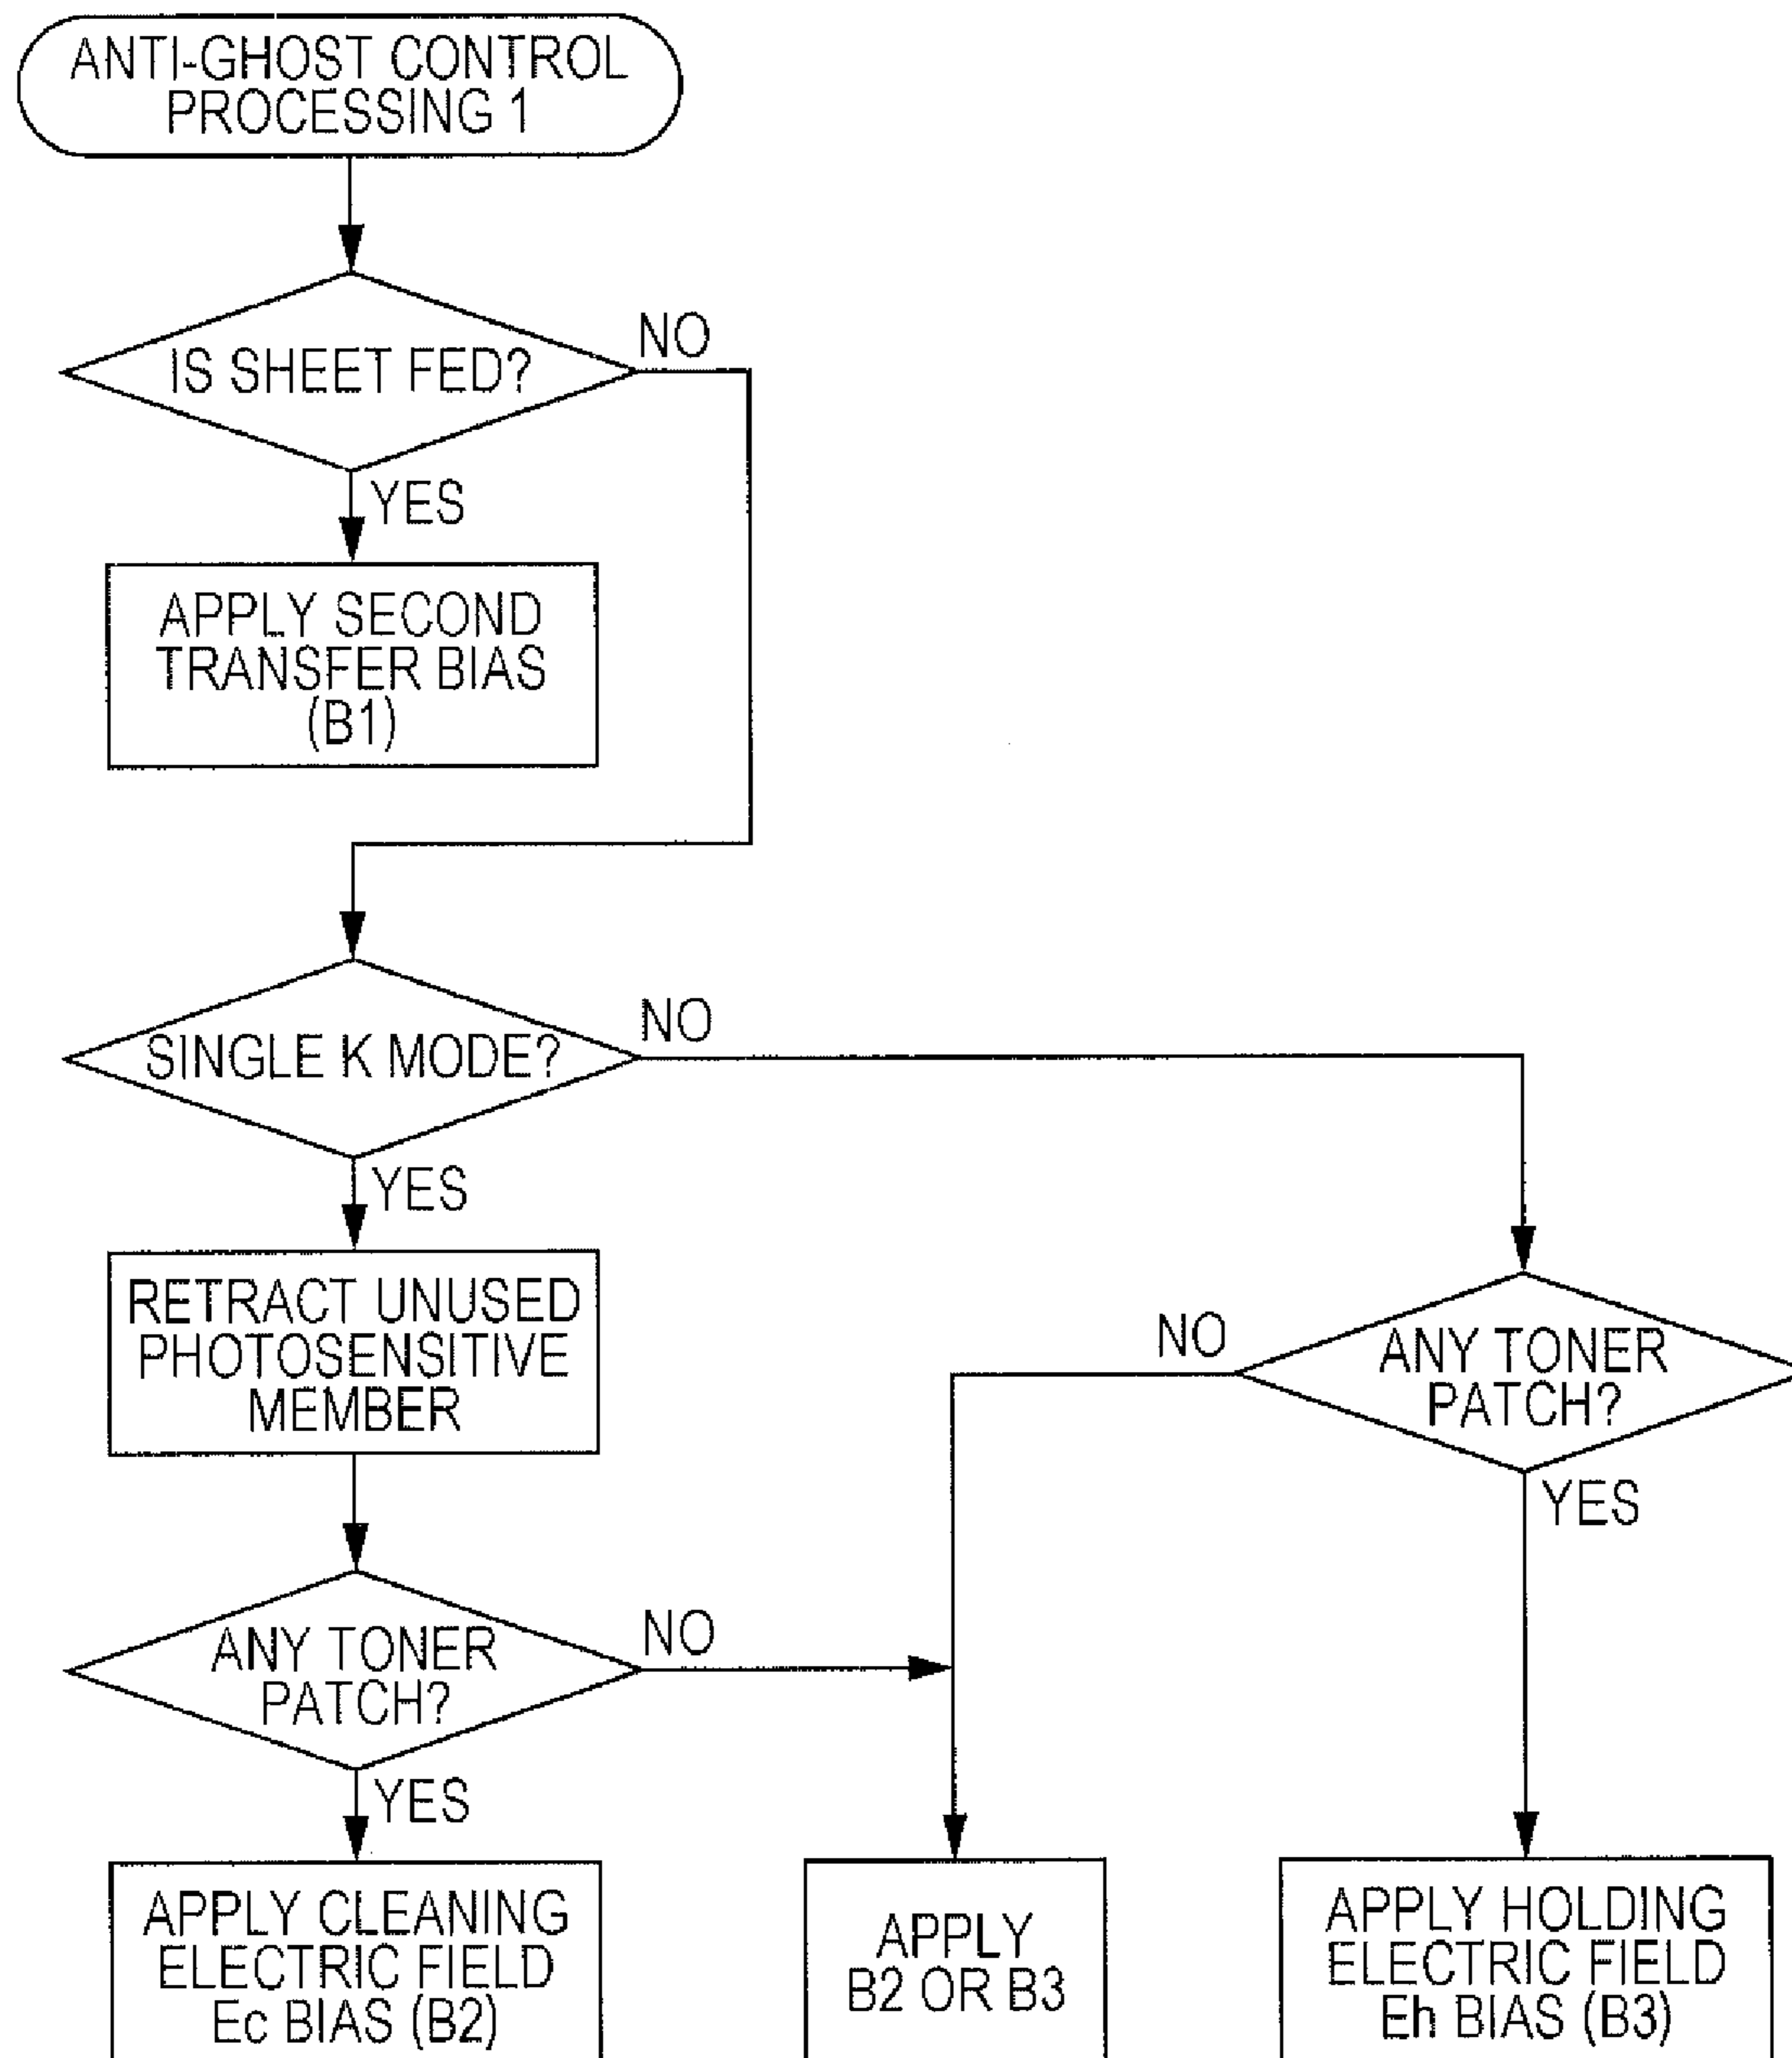 ANTI-GHOST CONTROL
PROCESSING 1
IS SHEET FED?
NO
YES
APPLY SECOND
TRANSFER BIAS
(B1)
SINGLE K MODE?
NO
YES
RETRACT UNUSED
PHOTOSENSITIVE
MEMBER
NO
ANY TONER
PATCH?
YES
ANY TONER
PATCH?
NO
YES
APPLY CLEANING
ELECTRIC FIELD
Ec BIAS (B2)
APPLY
B2 OR B3
APPLY HOLDING
ELECTRIC FIELD
Eh BIAS (B3)